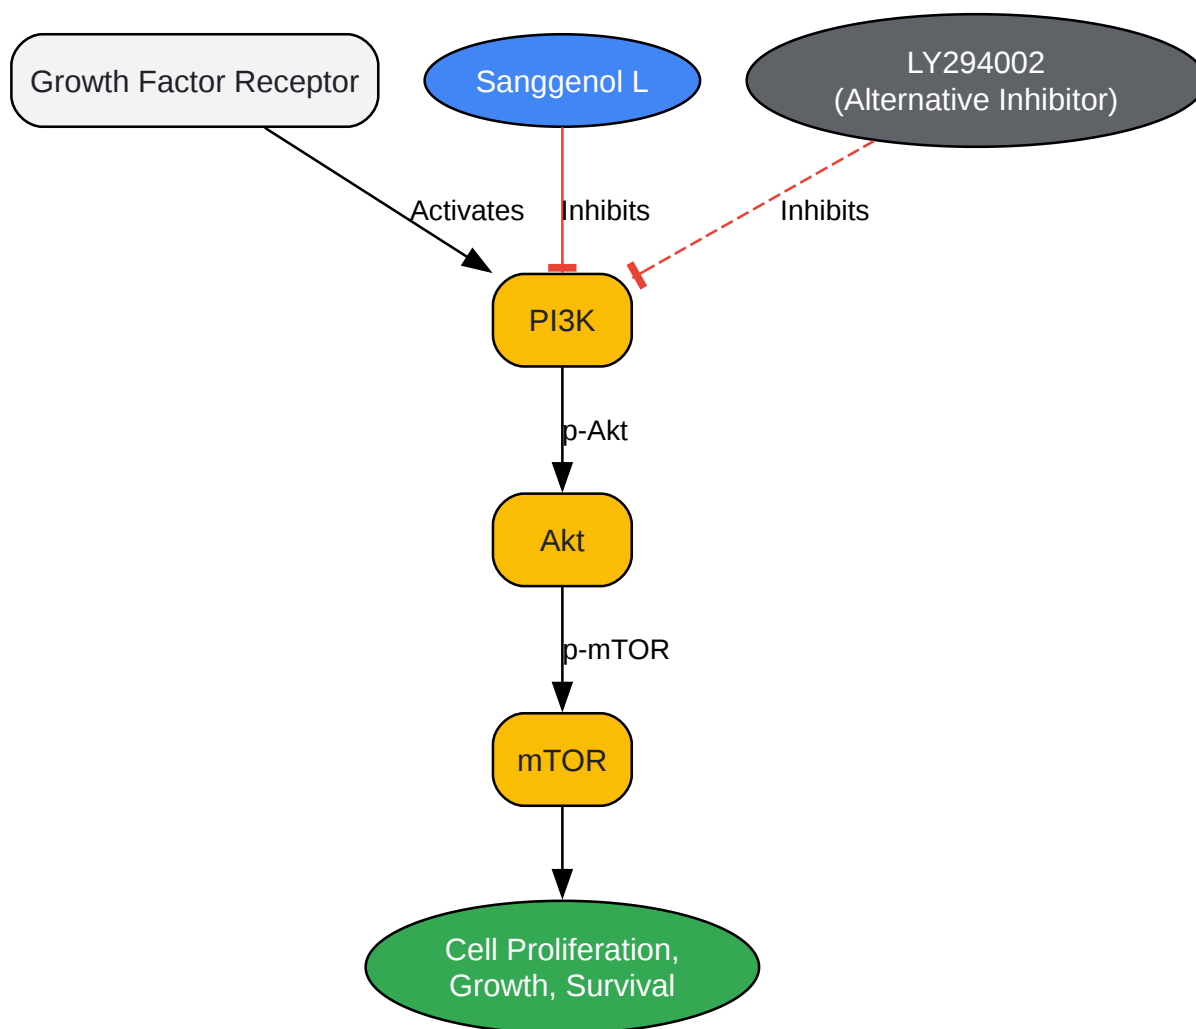 Growth Factor Receptor
Sanggenol L
LY294002
(Alternative Inhibitor)
Activates
Inhibits
Inhibits
PI3K
p-Akt
Akt
p-mTOR
mTOR
Cell Proliferation,
Growth, Survival